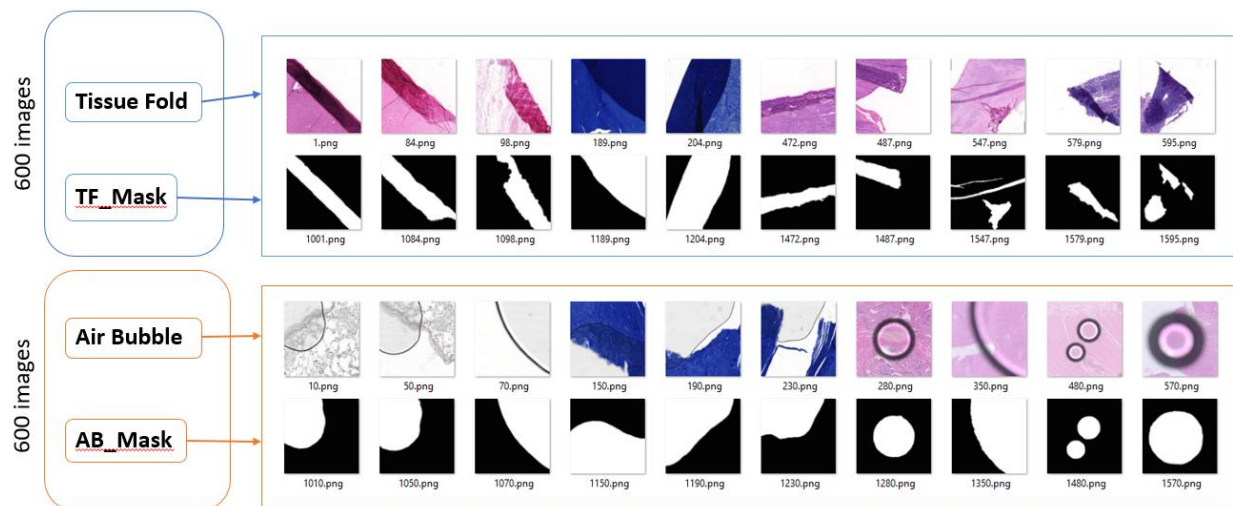 600 images
Tissue Fold
1.png 84.png 98.png 189.png 204.png 472.png 487.png 547.png 579.png 595.png
TF_Mask
1001.png 1084.png 1098.png 1189.png 1204.png 1472.png 1487.png 1547.png 1579.png 1595.png
600 images
Air Bubble
10.png 50.png 70.png 150.png 190.png 230.png 280.png 350.png 480.png 570.png
AB_Mask
1010.png 1050.png 1070.png 1150.png 1190.png 1230.png 1280.png 1350.png 1480.png 1570.png